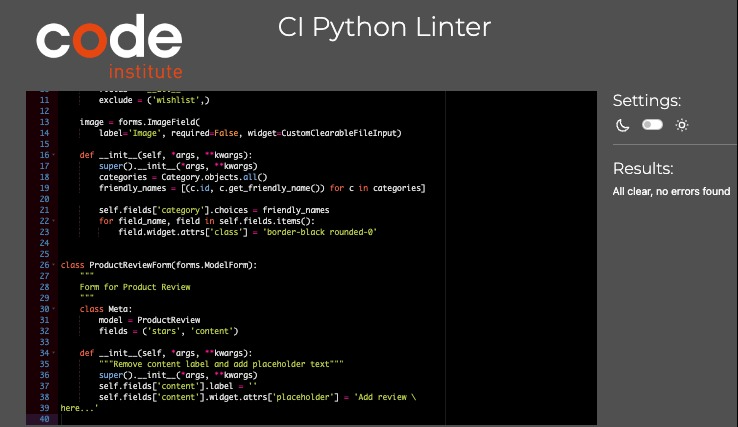 code
institute
CI Python Linter
Settings:
Results:
All clear, no errors found
11 exclude = ('wishlist',)
12
13 image = forms.ImageField(
14 label='Image', required=False, widget=CustomClearableFileInput)
15
16 def __init__(self, *args, **kwargs):
17 super().__init__(*args, **kwargs)
18 categories = Category.objects.all()
19 friendly_names = [(c.id, c.get_friendly_name()) for c in categories]
20
21 self.fields['category'].choices = friendly_names
22 for field_name, field in self.fields.items():
23 field.widget.attrs['class'] = 'border-black rounded-0'
24
25
26 class ProductReviewForm(forms.ModelForm):
27 """
28 Form for Product Review
29 """
30 class Meta:
31 model = ProductReview
32 fields = ('stars', 'content')
33
34 def __init__(self, *args, **kwargs):
35 """Remove content label and add placeholder text"""
36 super().__init__(*args, **kwargs)
37 self.fields['content'].label = ''
38 self.fields['content'].widget.attrs['placeholder'] = 'Add review \
39 here...'
40